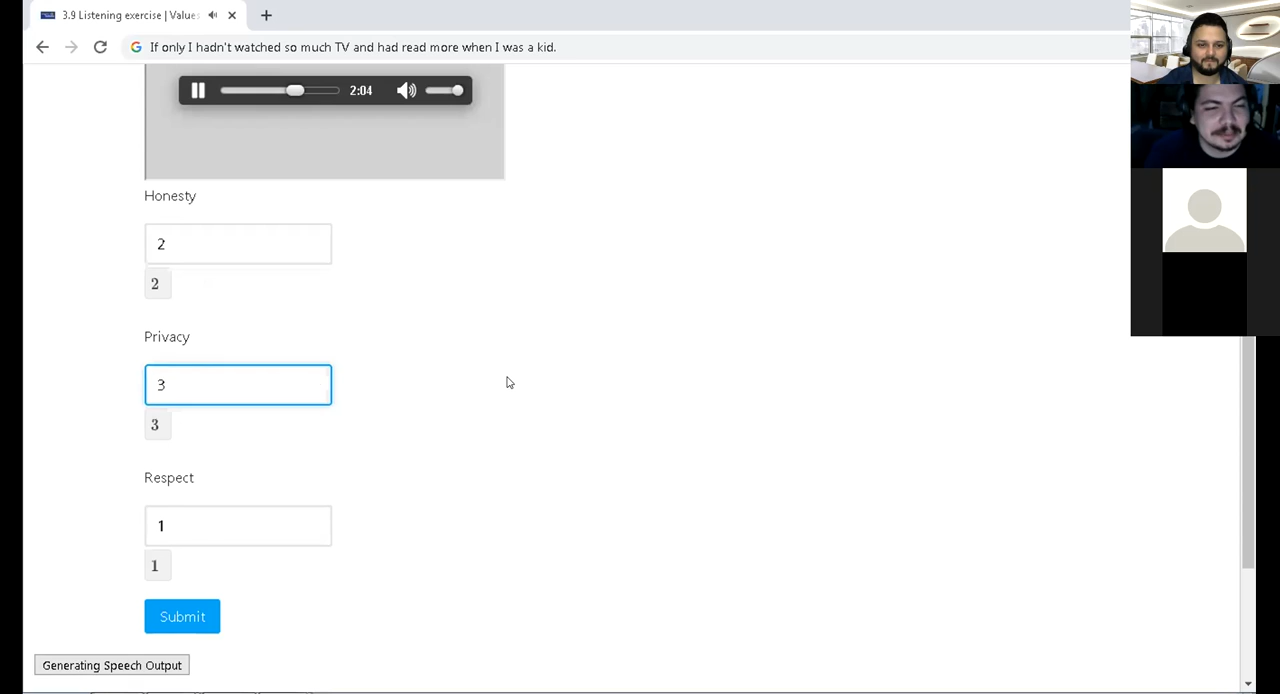 3.9 Listening exercise | Values
If only I hadn't watched so much TV and had read more when I was a kid.
2:04
Honesty
2
2
Privacy
3
3
Respect
1
1
Submit
Generating Speech Output